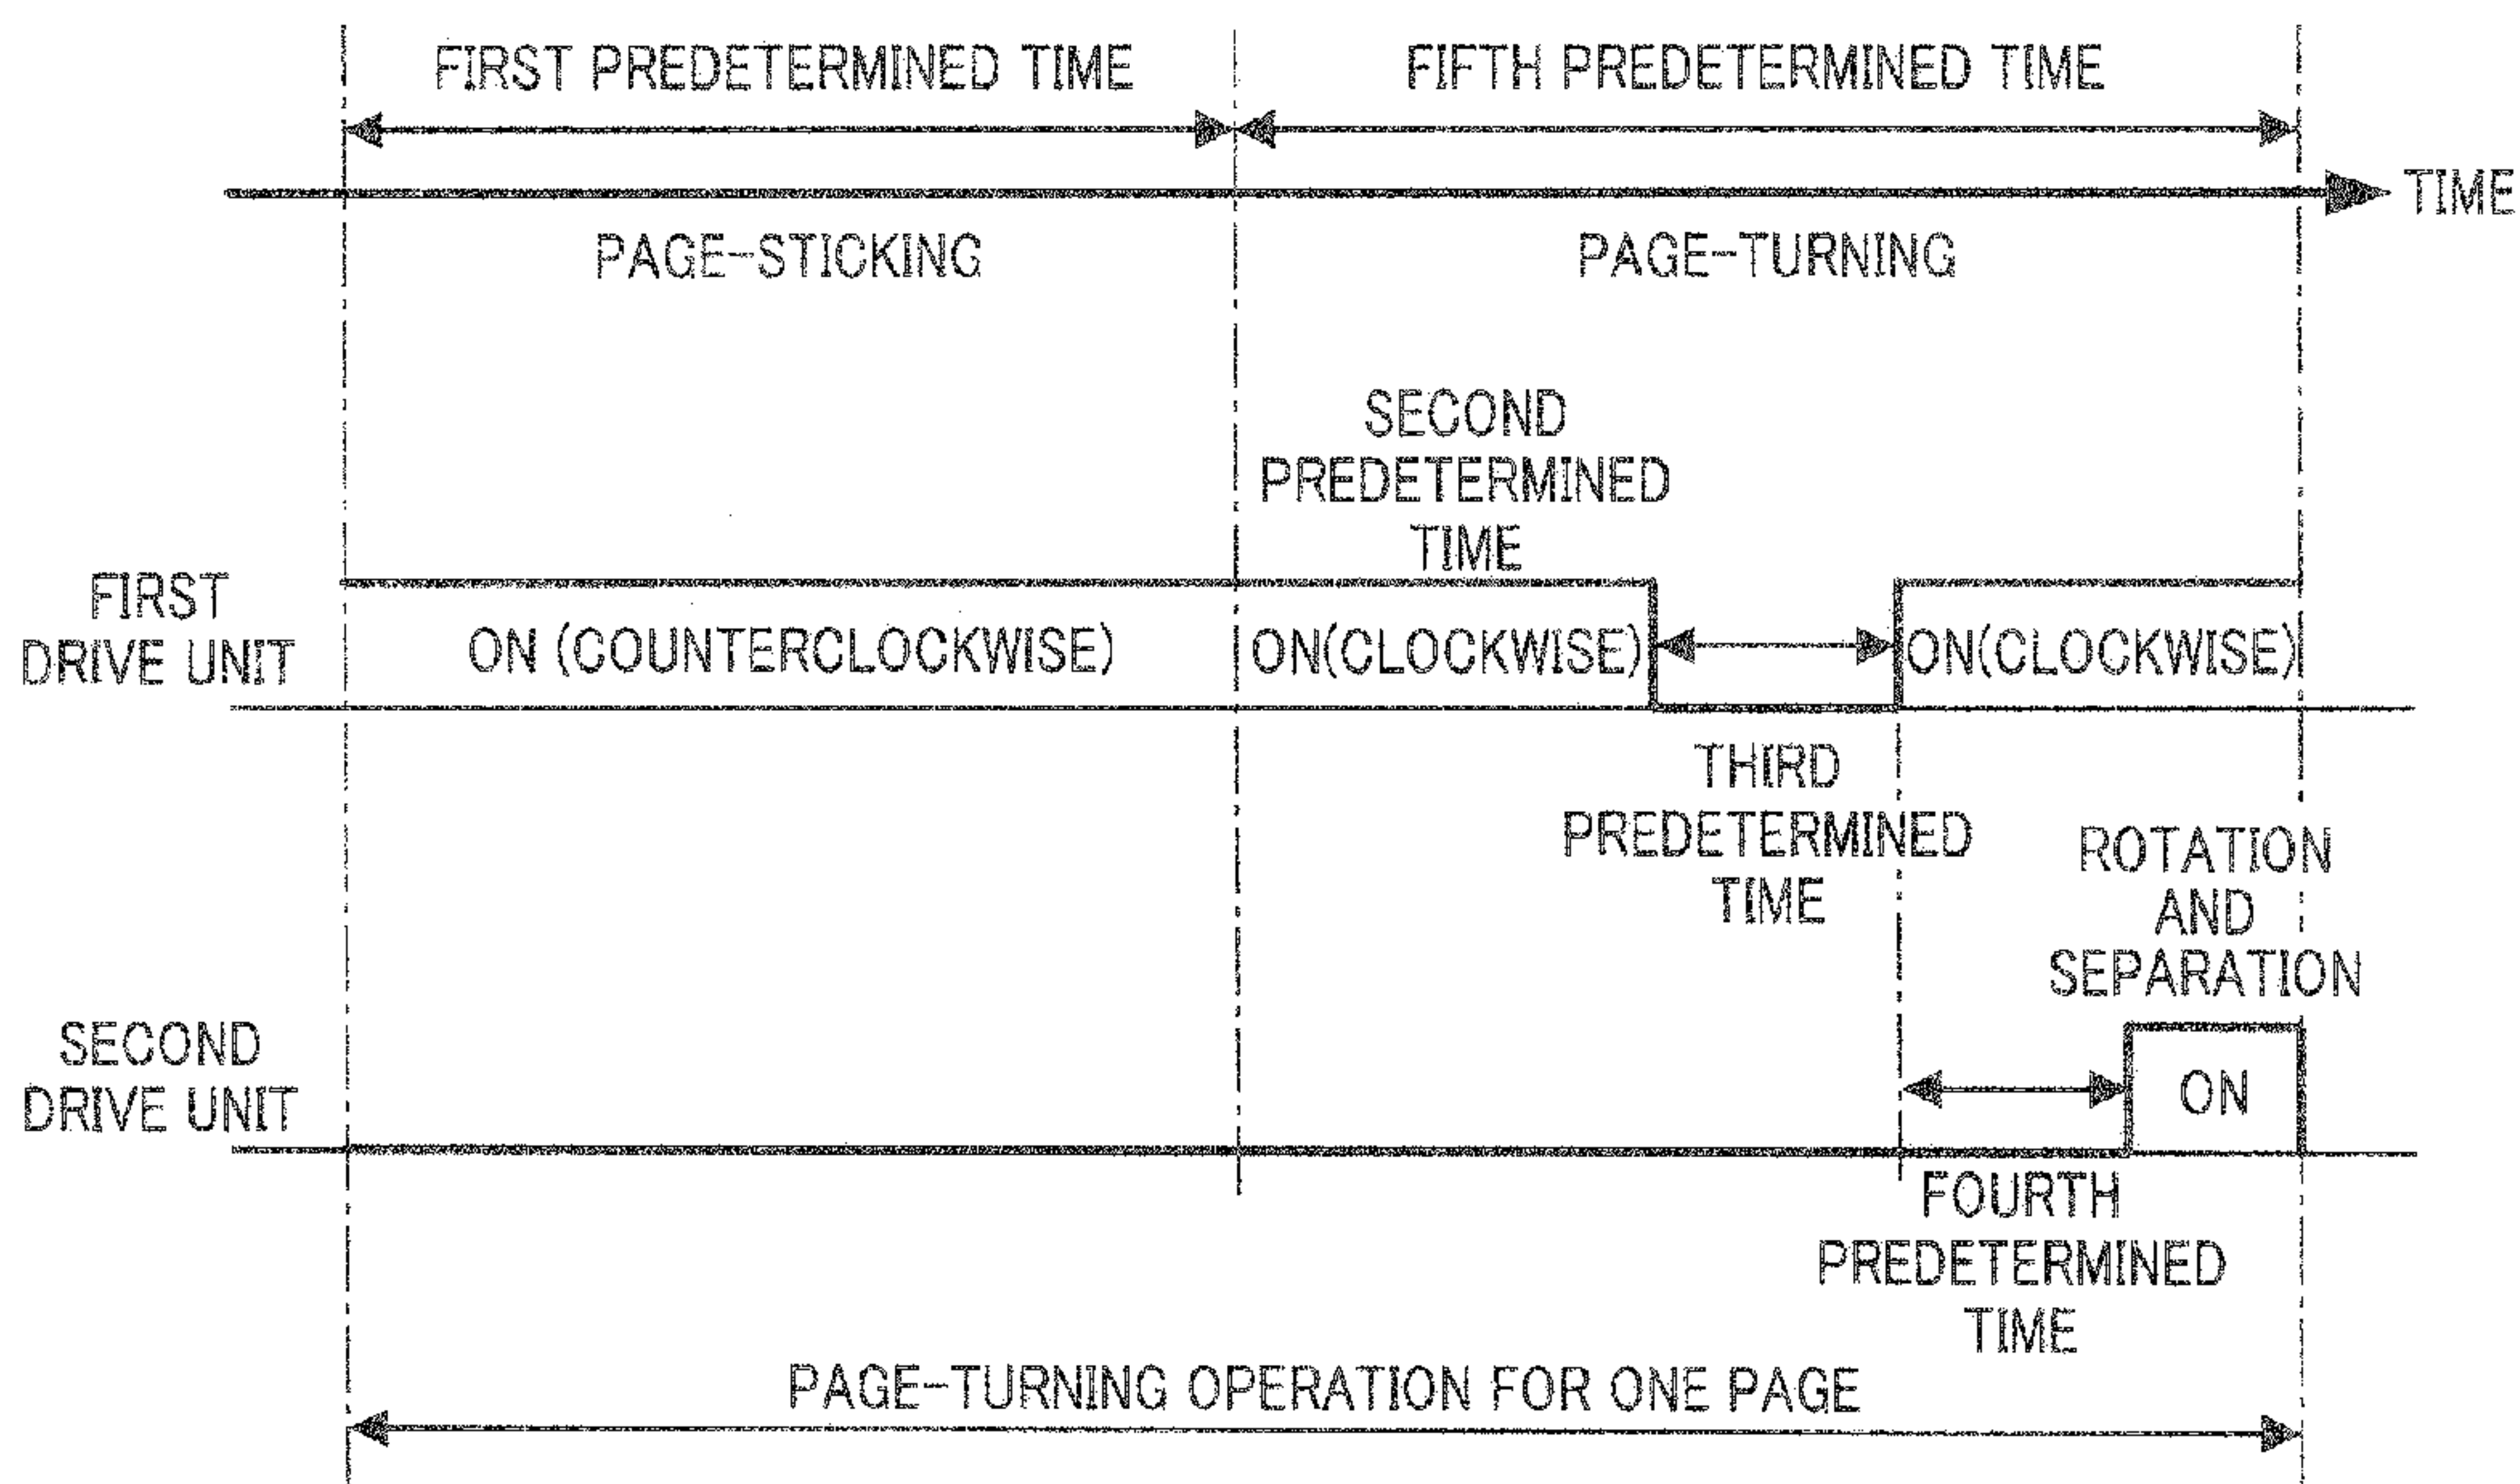 FIRST PREDETERMINED TIME
FIFTH PREDETERMINED TIME
TIME
PAGE-STICKING
PAGE-TURNING
SECOND
PREDETERMINED
TIME
FIRST
DRIVE UNIT
ON (COUNTERCLOCKWISE)
ON(CLOCKWISE)
ON(CLOCKWISE)
THIRD
PREDETERMINED
TIME
ROTATION
AND
SEPARATION
SECOND
DRIVE UNIT
ON
FOURTH
PREDETERMINED
TIME
PAGE-TURNING OPERATION FOR ONE PAGE